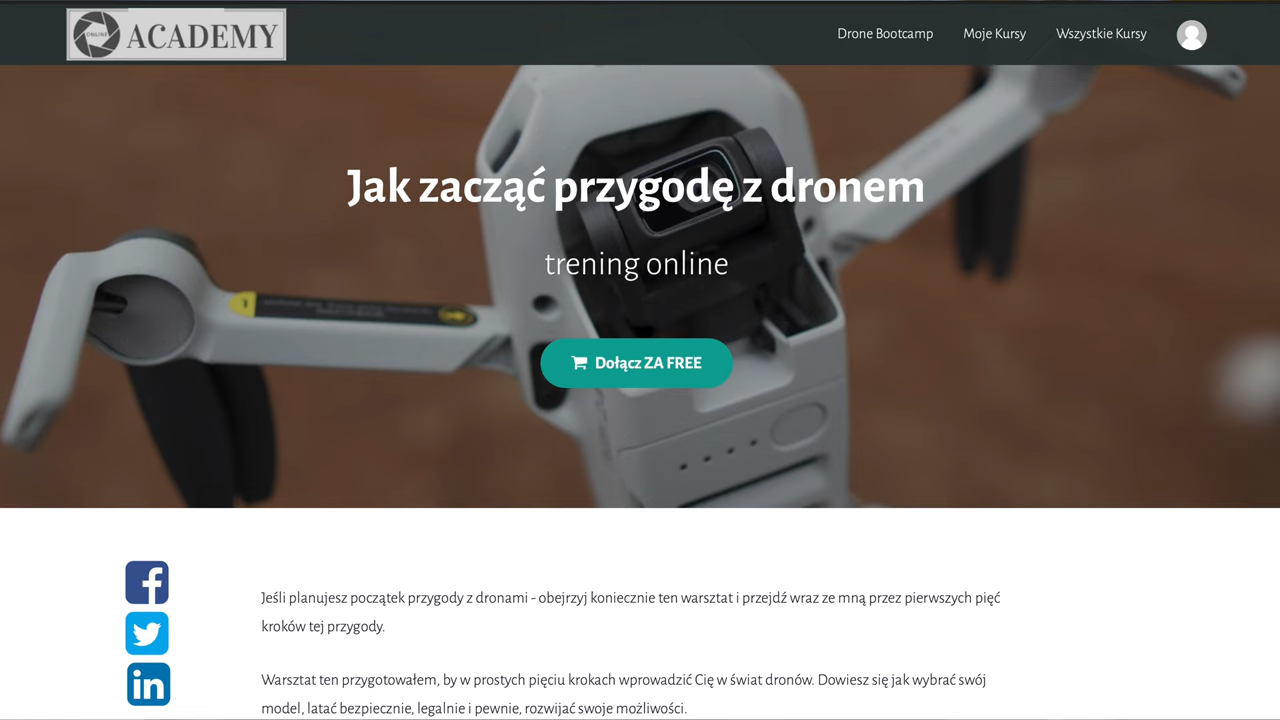 ONLINE ACADEMY
Drone Bootcamp Moje Kursy Wszystkie Kursy
Jak zacząć przygodę z dronem
trening online
Dołącz ZA FREE
Jeśli planujesz początek przygody z dronami - obejrzyj koniecznie ten warsztat i przejdź wraz ze mną przez pierwszych pięć
kroków tej przygody.
Warsztat ten przygotowałem, by w prostych pięciu krokach wprowadzić Cię w świat dronów. Dowiesz się jak wybrać swój
model, latać bezpiecznie, legalnie i pewnie, rozwijać swoje możliwości.